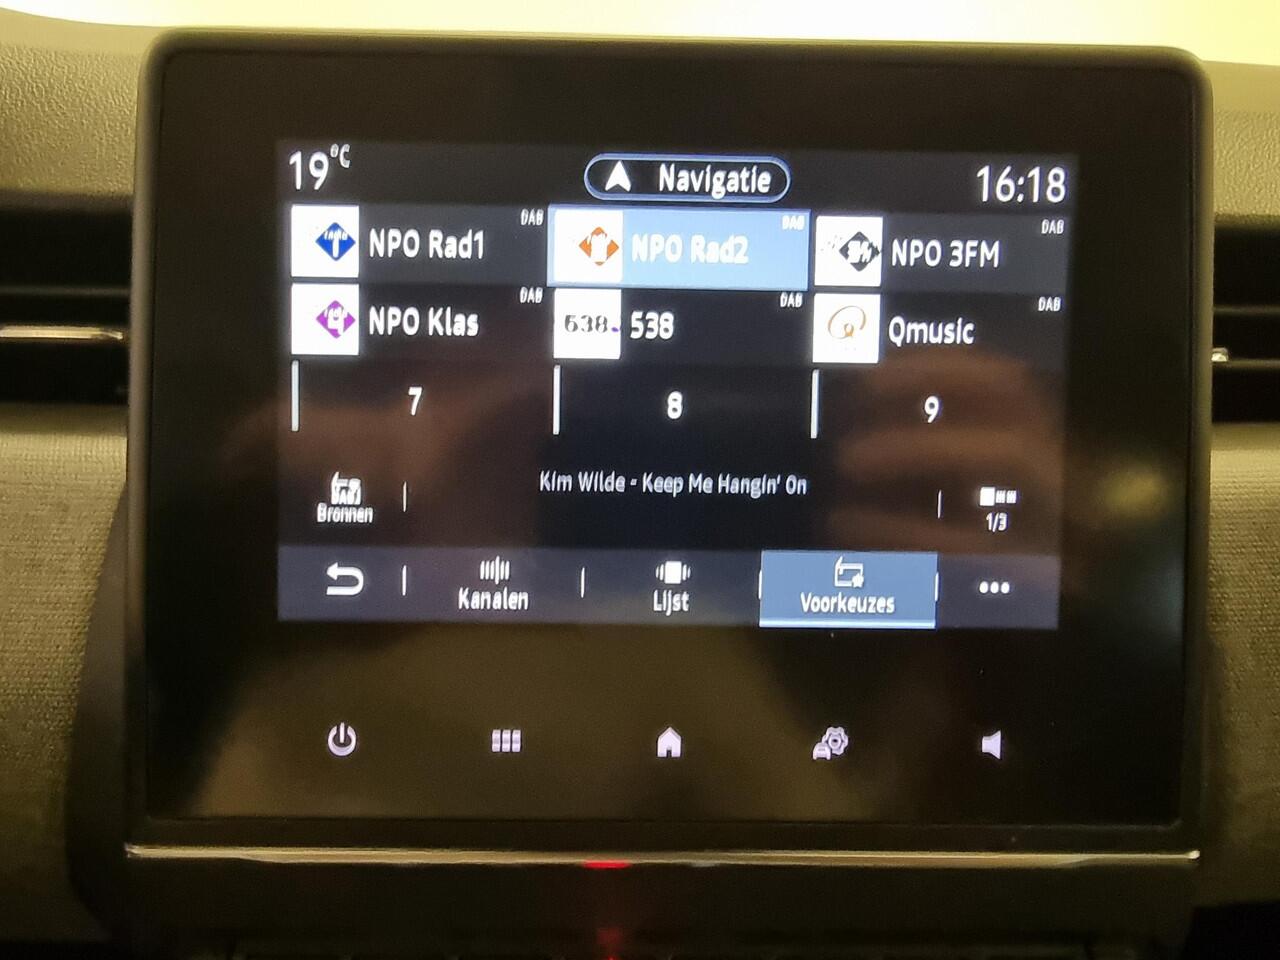 19°C
Navigatie
16:18
NPO Rad1
DAB
NPO Rad2
DAB
NPO 3FM
DAB
NPO Klas
DAB
538
538
DAB
Qmusic
DAB
7
8
9
Bronnen
Kim Wilde - Keep Me Hangin' On
1/3
Kanalen
Lijst
Voorkeuzes